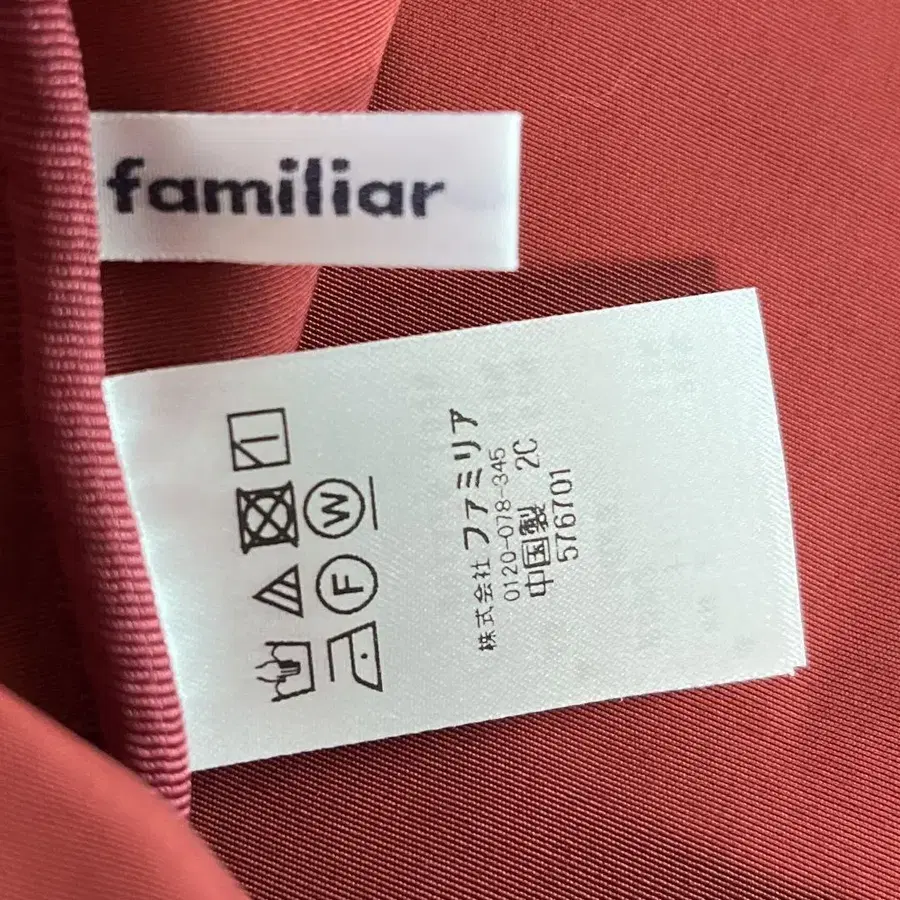 familiar
株式会社ファミリア
0120-078-345
中国製 2C
576701